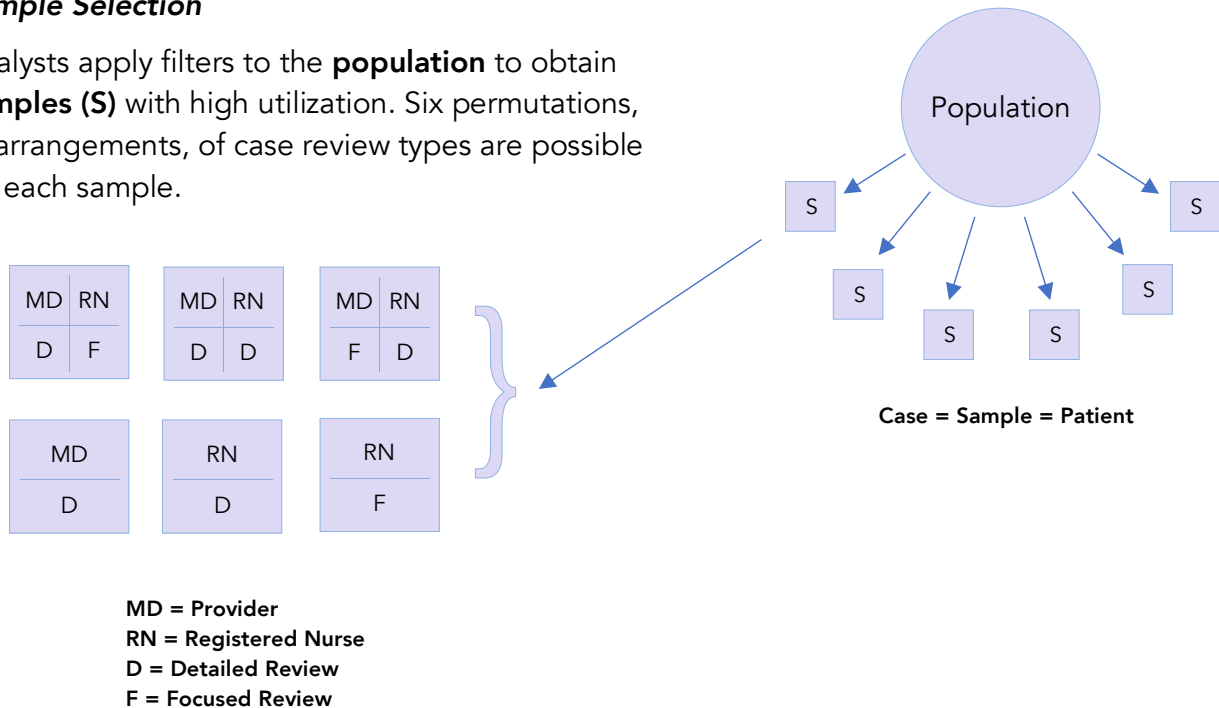 mple Selection
alysts apply filters to the population to obtain
mples (S) with high utilization. Six permutations,
arrangements, of case review types are possible
each sample.
Population
S
S
S
S
S
S
Case = Sample = Patient
MD RN
D F
MD RN
D D
MD RN
F D
MD
D
RN
D
RN
F
MD = Provider
RN = Registered Nurse
D = Detailed Review
F = Focused Review